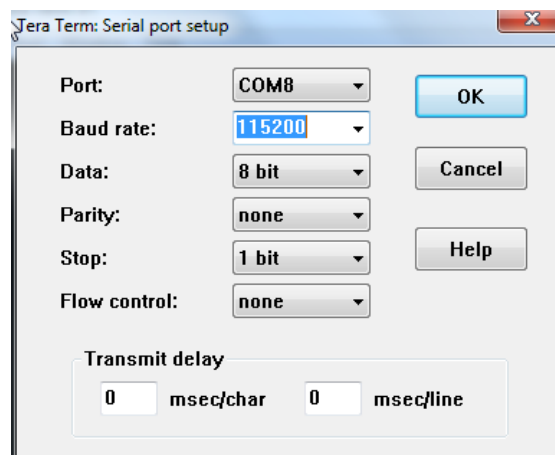 Tera Term: Serial port setup
Port: COM8 OK
Baud rate: 115200
Data: 8 bit Cancel
Parity: none
Stop: 1 bit Help
Flow control: none
Transmit delay
0 msec/char 0 msec/line